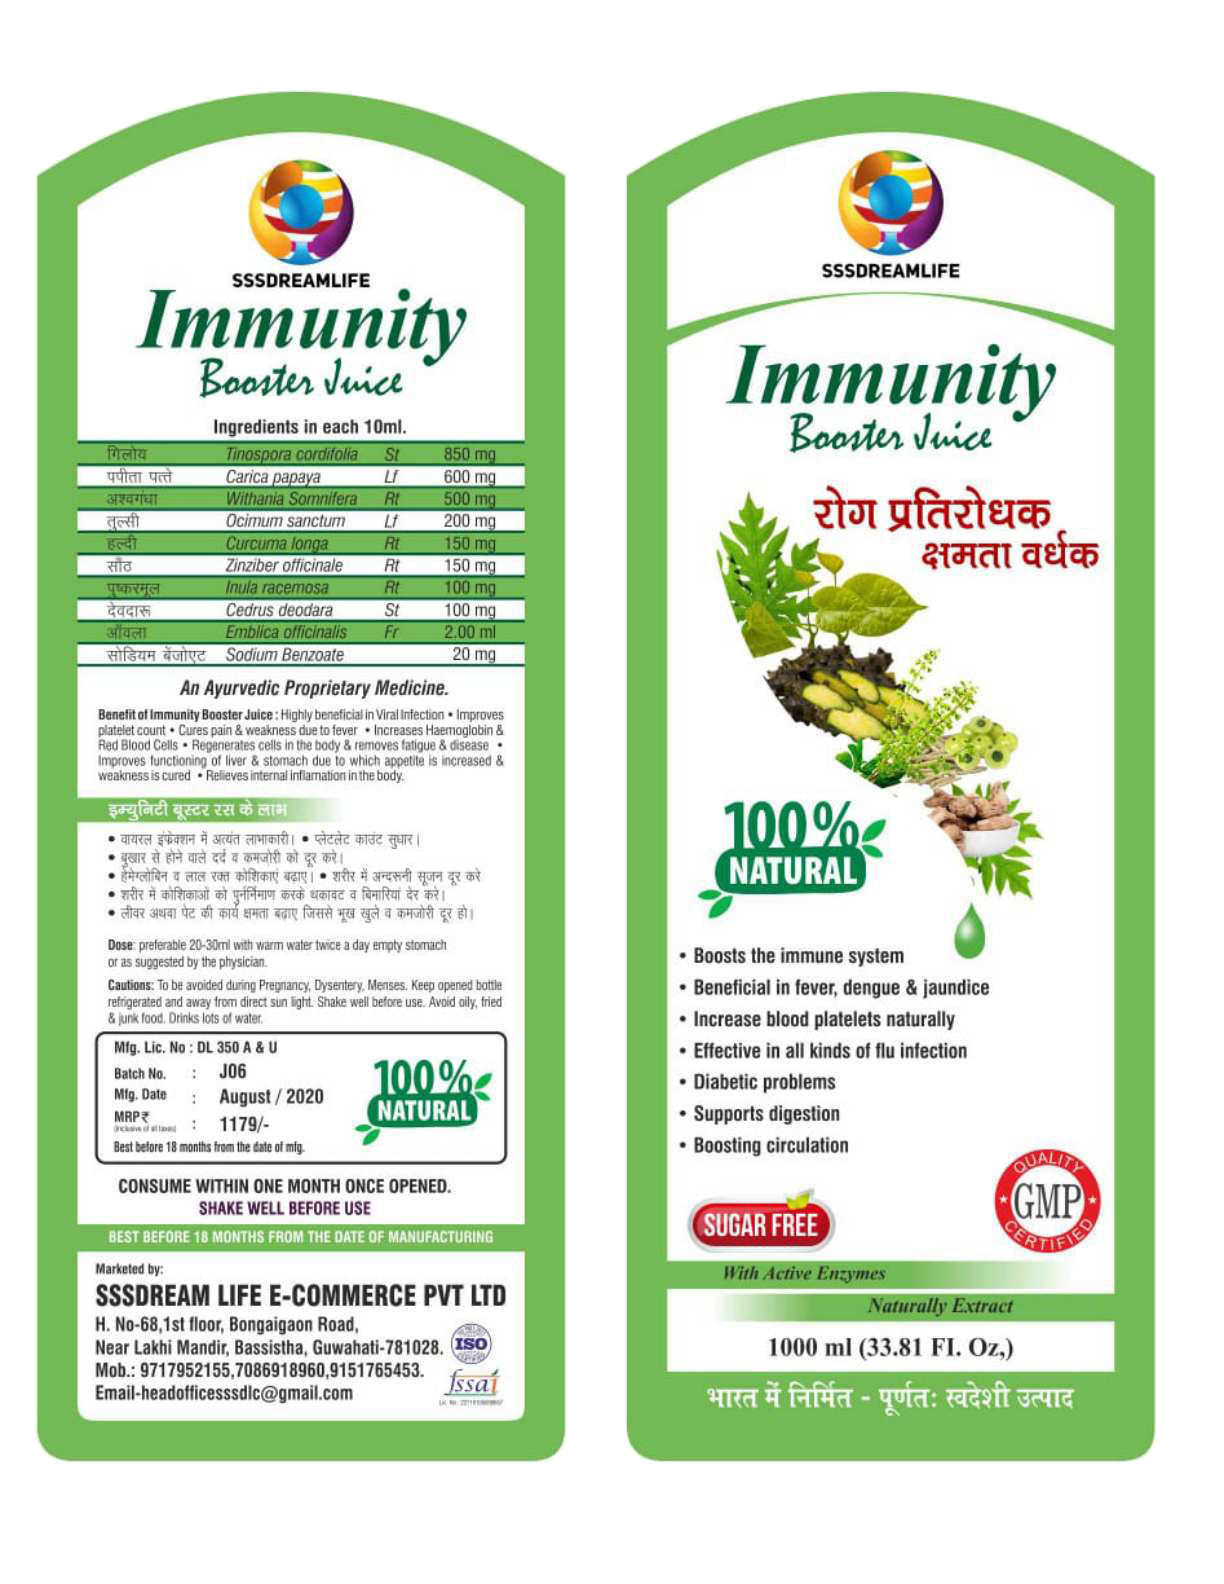 SSSDREAMLIFE
Immunity
Booster Juice
Ingredients in each 10ml.
गिलोय Tinospora cordifolia St 850 mg
पपीता पत्ते Carica papaya Lf 600 mg
अश्वगंधा Withania Somnifera Rt 500 mg
तुल्सी Ocimum sanctum Lf 200 mg
हल्दी Curcuma longa Rt 150 mg
सौंठ Zinziber officinale Rt 150 mg
पुष्करमूल Inula racemosa Rt 100 mg
देवदारू Cedrus deodara St 100 mg
आँवला Emblica officinalis Fr 2.00 ml
सोडियम बेंजोएट Sodium Benzoate 20 mg
An Ayurvedic Proprietary Medicine.
Benefit of Immunity Booster Juice : Highly beneficial in Viral Infection • Improves
platelet count • Cures pain & weakness due to fever • Increases Haemoglobin &
Red Blood Cells • Regenerates cells in the body & removes fatigue & disease •
Improves functioning of liver & stomach due to which appetite is increased &
weakness is cured • Relieves internal inflamation in the body.
इम्युनिटी बूस्टर रस के लाभ
• वायरल इंफ़ेक्शन में अत्यंत लाभाकारी। • प्लेटलेट काउंट सुधार।
• बुखार से होने वाले दर्द व कमजोरी को दूर करे।
• हेमेग्लोबिन व लाल रक्त कोशिकाएं बढ़ाए। • शरीर में अन्दरूनी सूजन दूर करे
• शरीर में कोशिकाओं को पुर्ननिर्माण करके थकावट व बिमारियां देर करे।
• लीवर अथवा पेट की कार्य क्षमता बढ़ाए जिससे भूख खुले व कमजोरी दूर हो।
Dose: preferable 20-30ml with warm water twice a day empty stomach
or as suggested by the physician.
Cautions: To be avoided during Pregnancy, Dysentery, Menses. Keep opened bottle
refrigerated and away from direct sun light. Shake well before use. Avoid oily, fried
& junk food. Drinks lots of water.
Mfg. Lic. No : DL 350 A & U
Batch No. : J06
Mfg. Date : August / 2020
MRP ₹ : 1179/-
(Inclusive of all taxes)
Best before 18 months from the date of mfg.
100%
NATURAL
CONSUME WITHIN ONE MONTH ONCE OPENED.
SHAKE WELL BEFORE USE
BEST BEFORE 18 MONTHS FROM THE DATE OF MANUFACTURING
Marketed by:
SSSDREAM LIFE E-COMMERCE PVT LTD
H. No-68,1st floor, Bongaigaon Road,
Near Lakhi Mandir, Bassistha, Guwahati-781028.
Mob.: 9717952155,7086918960,9151765453.
Email-headofficesssdlc@gmail.com
ISO
fssai
SSSDREAMLIFE
Immunity
Booster Juice
रोग प्रतिरोधक
क्षमता वर्धक
100%
NATURAL
• Boosts the immune system
• Beneficial in fever, dengue & jaundice
• Increase blood platelets naturally
• Effective in all kinds of flu infection
• Diabetic problems
• Supports digestion
• Boosting circulation
SUGAR FREE
QUALITY
GMP
CERTIFIED
With Active Enzymes
Naturally Extract
1000 ml (33.81 FI. Oz,)
भारत में निर्मित - पूर्णतः स्वदेशी उत्पाद